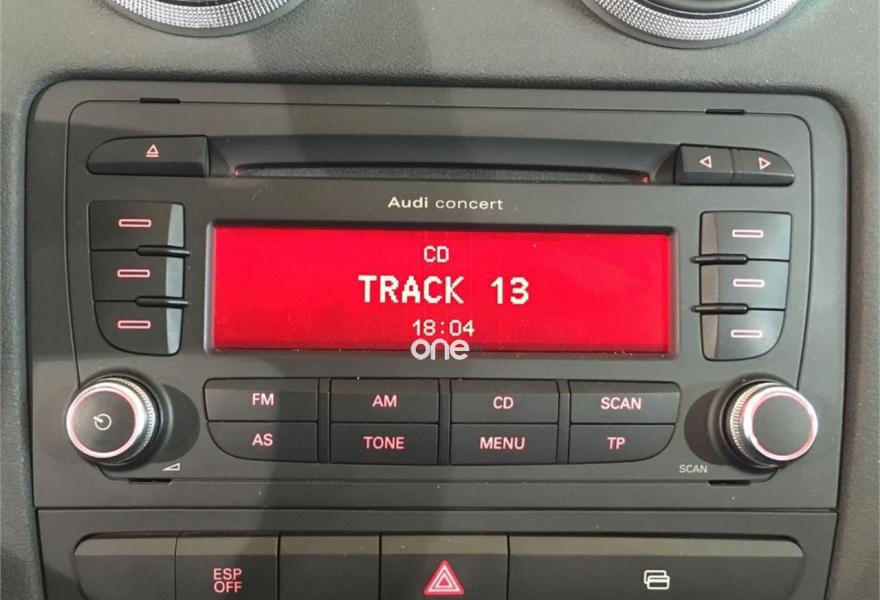 Audi concert
CD
TRACK 13
18:04
one
FM AM CD SCAN
AS TONE MENU TP
SCAN
ESP
OFF